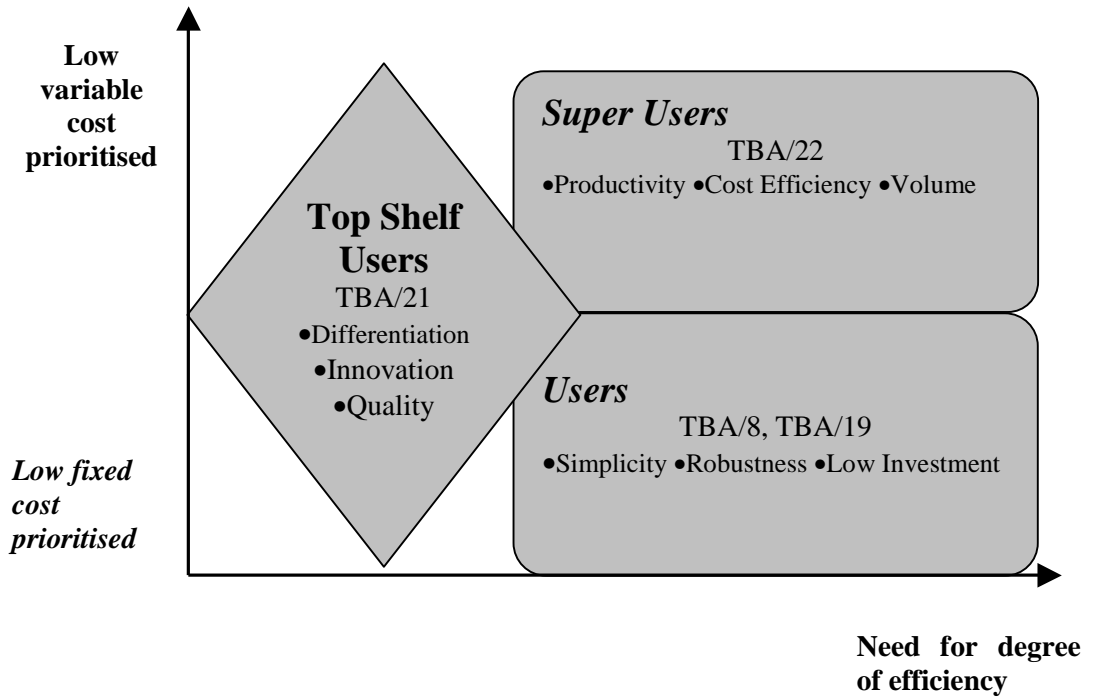 Low
variable
cost
prioritised
Super Users
TBA/22
•Productivity •Cost Efficiency •Volume
Top Shelf
Users
TBA/21
•Differentiation
•Innovation
•Quality
Users
TBA/8, TBA/19
•Simplicity •Robustness •Low Investment
Low fixed
cost
prioritised
Need for degree
of efficiency